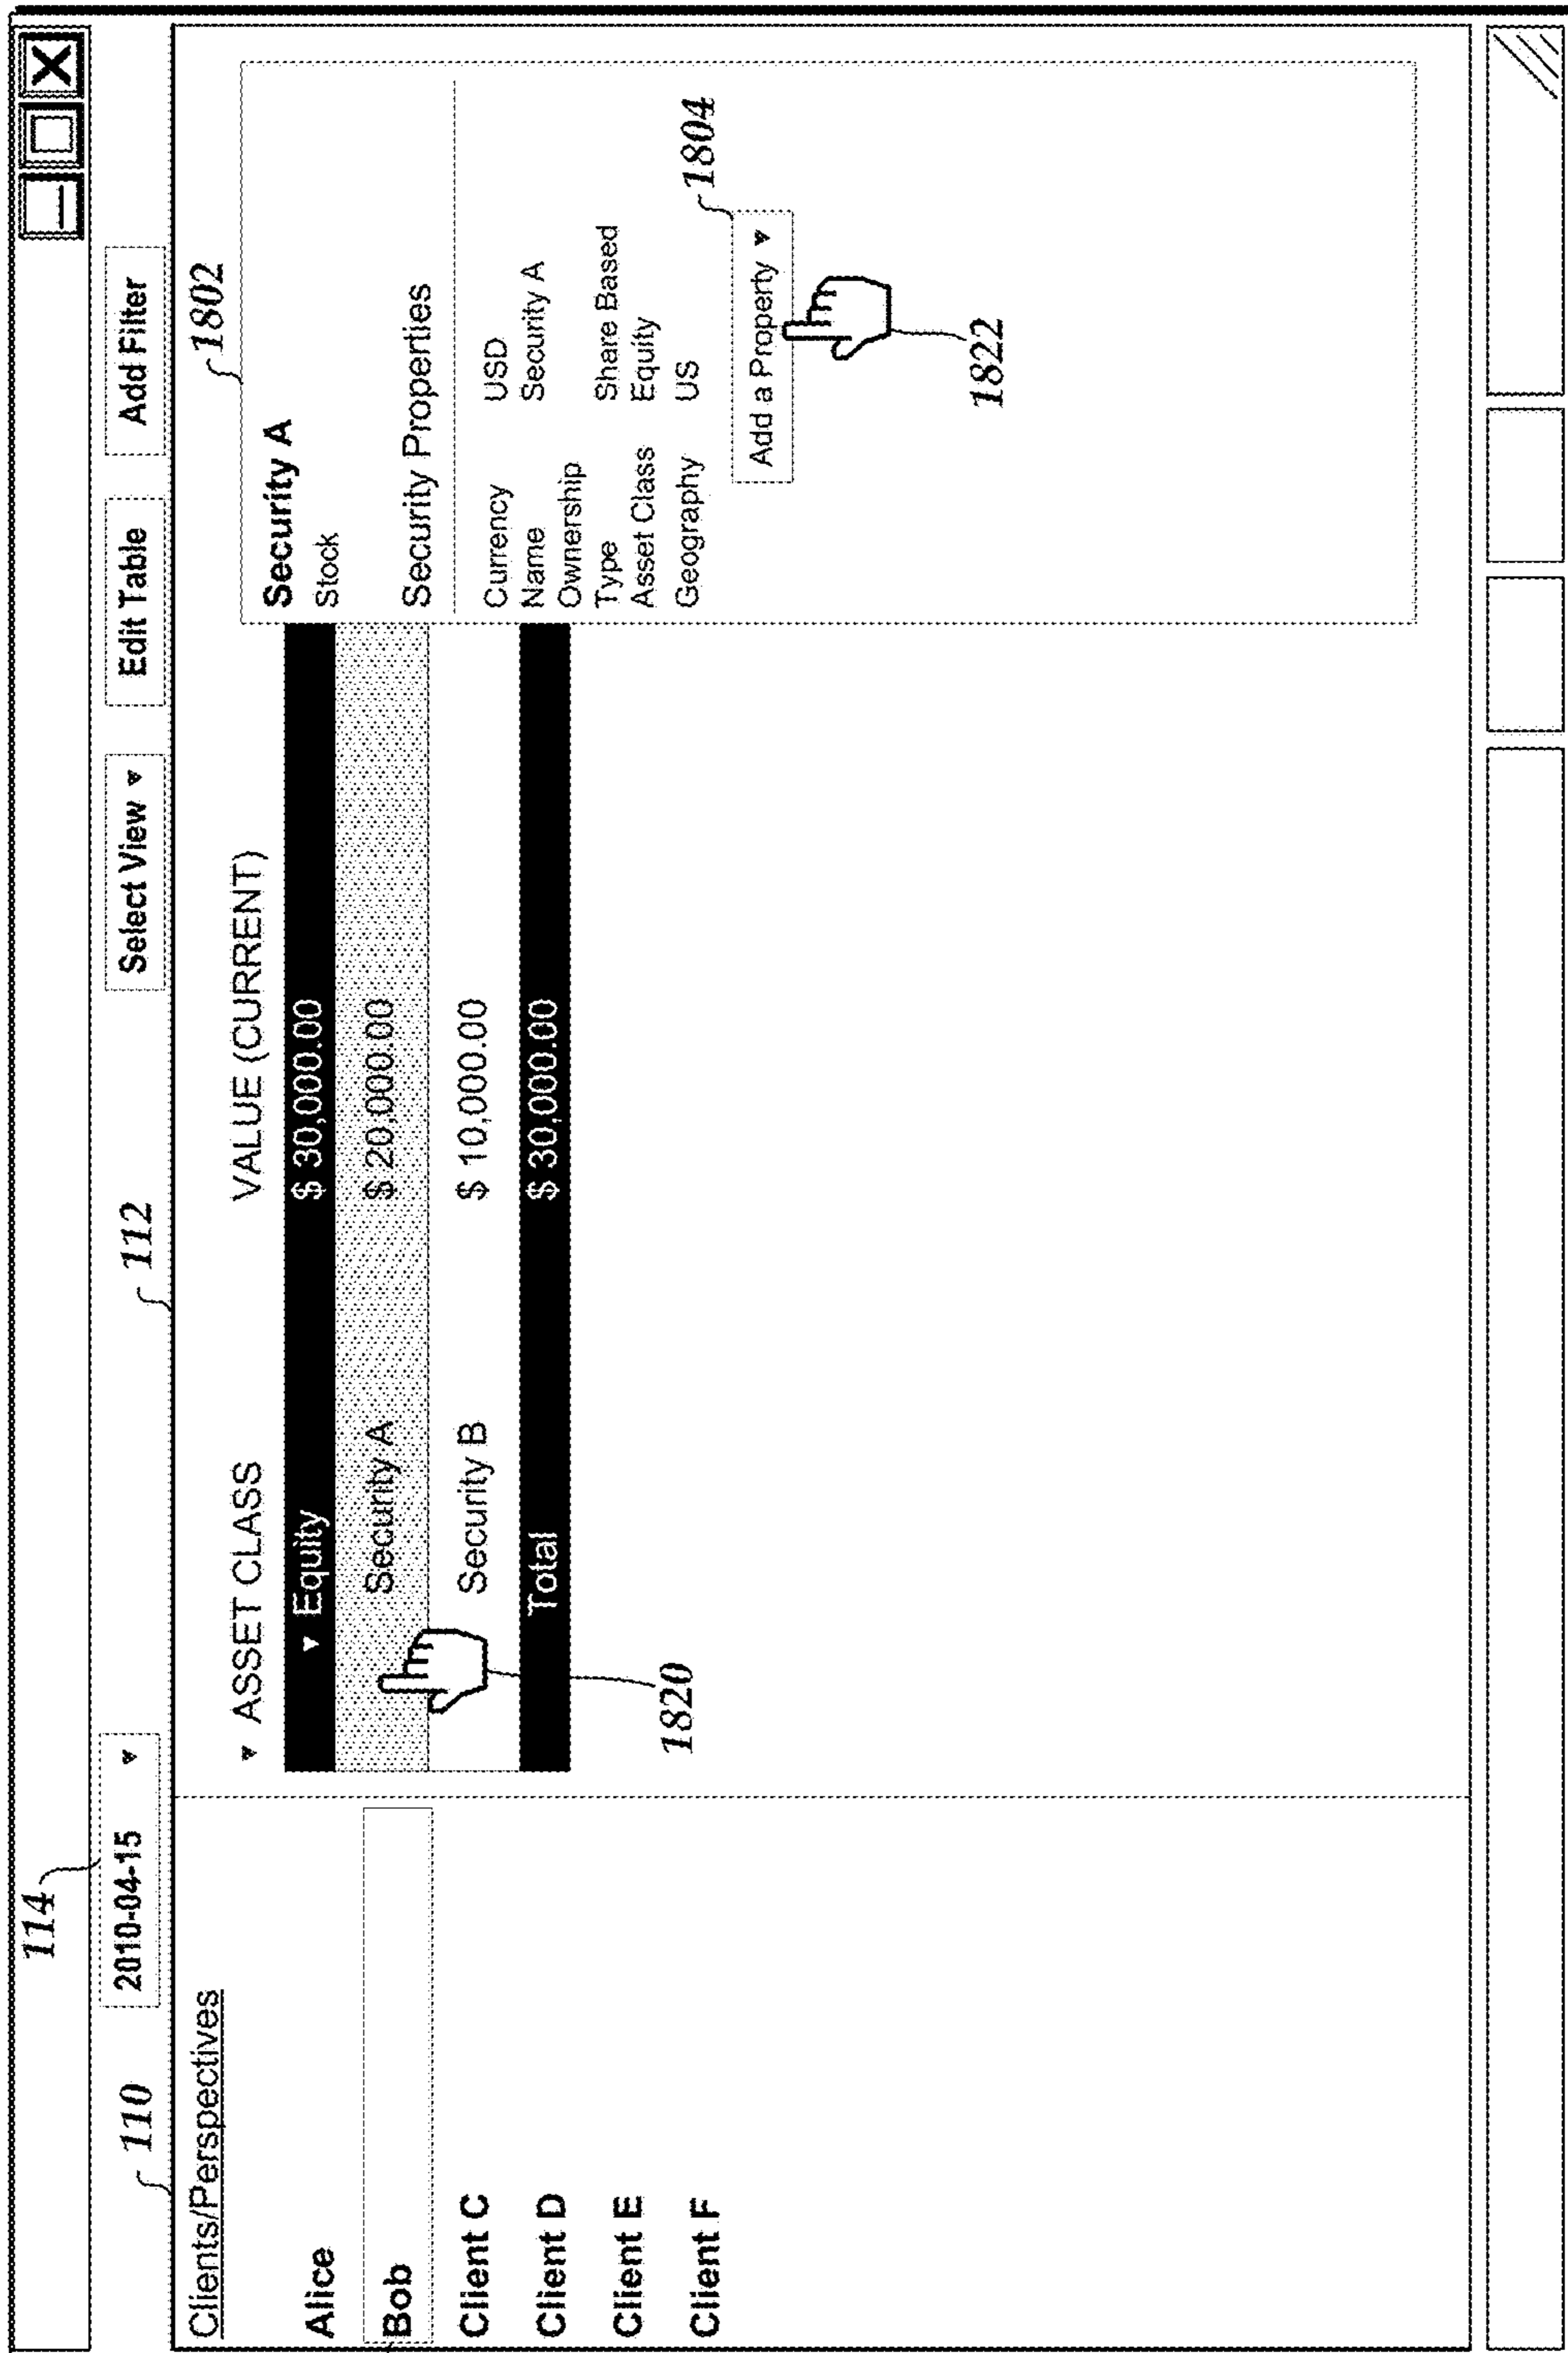 114
110
2010-04-15 ▼
112
Select View ▼
Edit Table
Add Filter
1802
Clients/Perspectives
Alice
Bob
Client C
Client D
Client E
Client F
▼ ASSET CLASS VALUE (CURRENT)
▼ Equity $ 30,000.00
Security A $ 20,000.00
Security B $ 10,000.00
Total $ 30,000.00
1820
Security A
Stock
Security Properties
Currency USD
Name Security A
Ownership
Type Share Based
Asset Class Equity
Geography US
1804
Add a Property ▼
1822